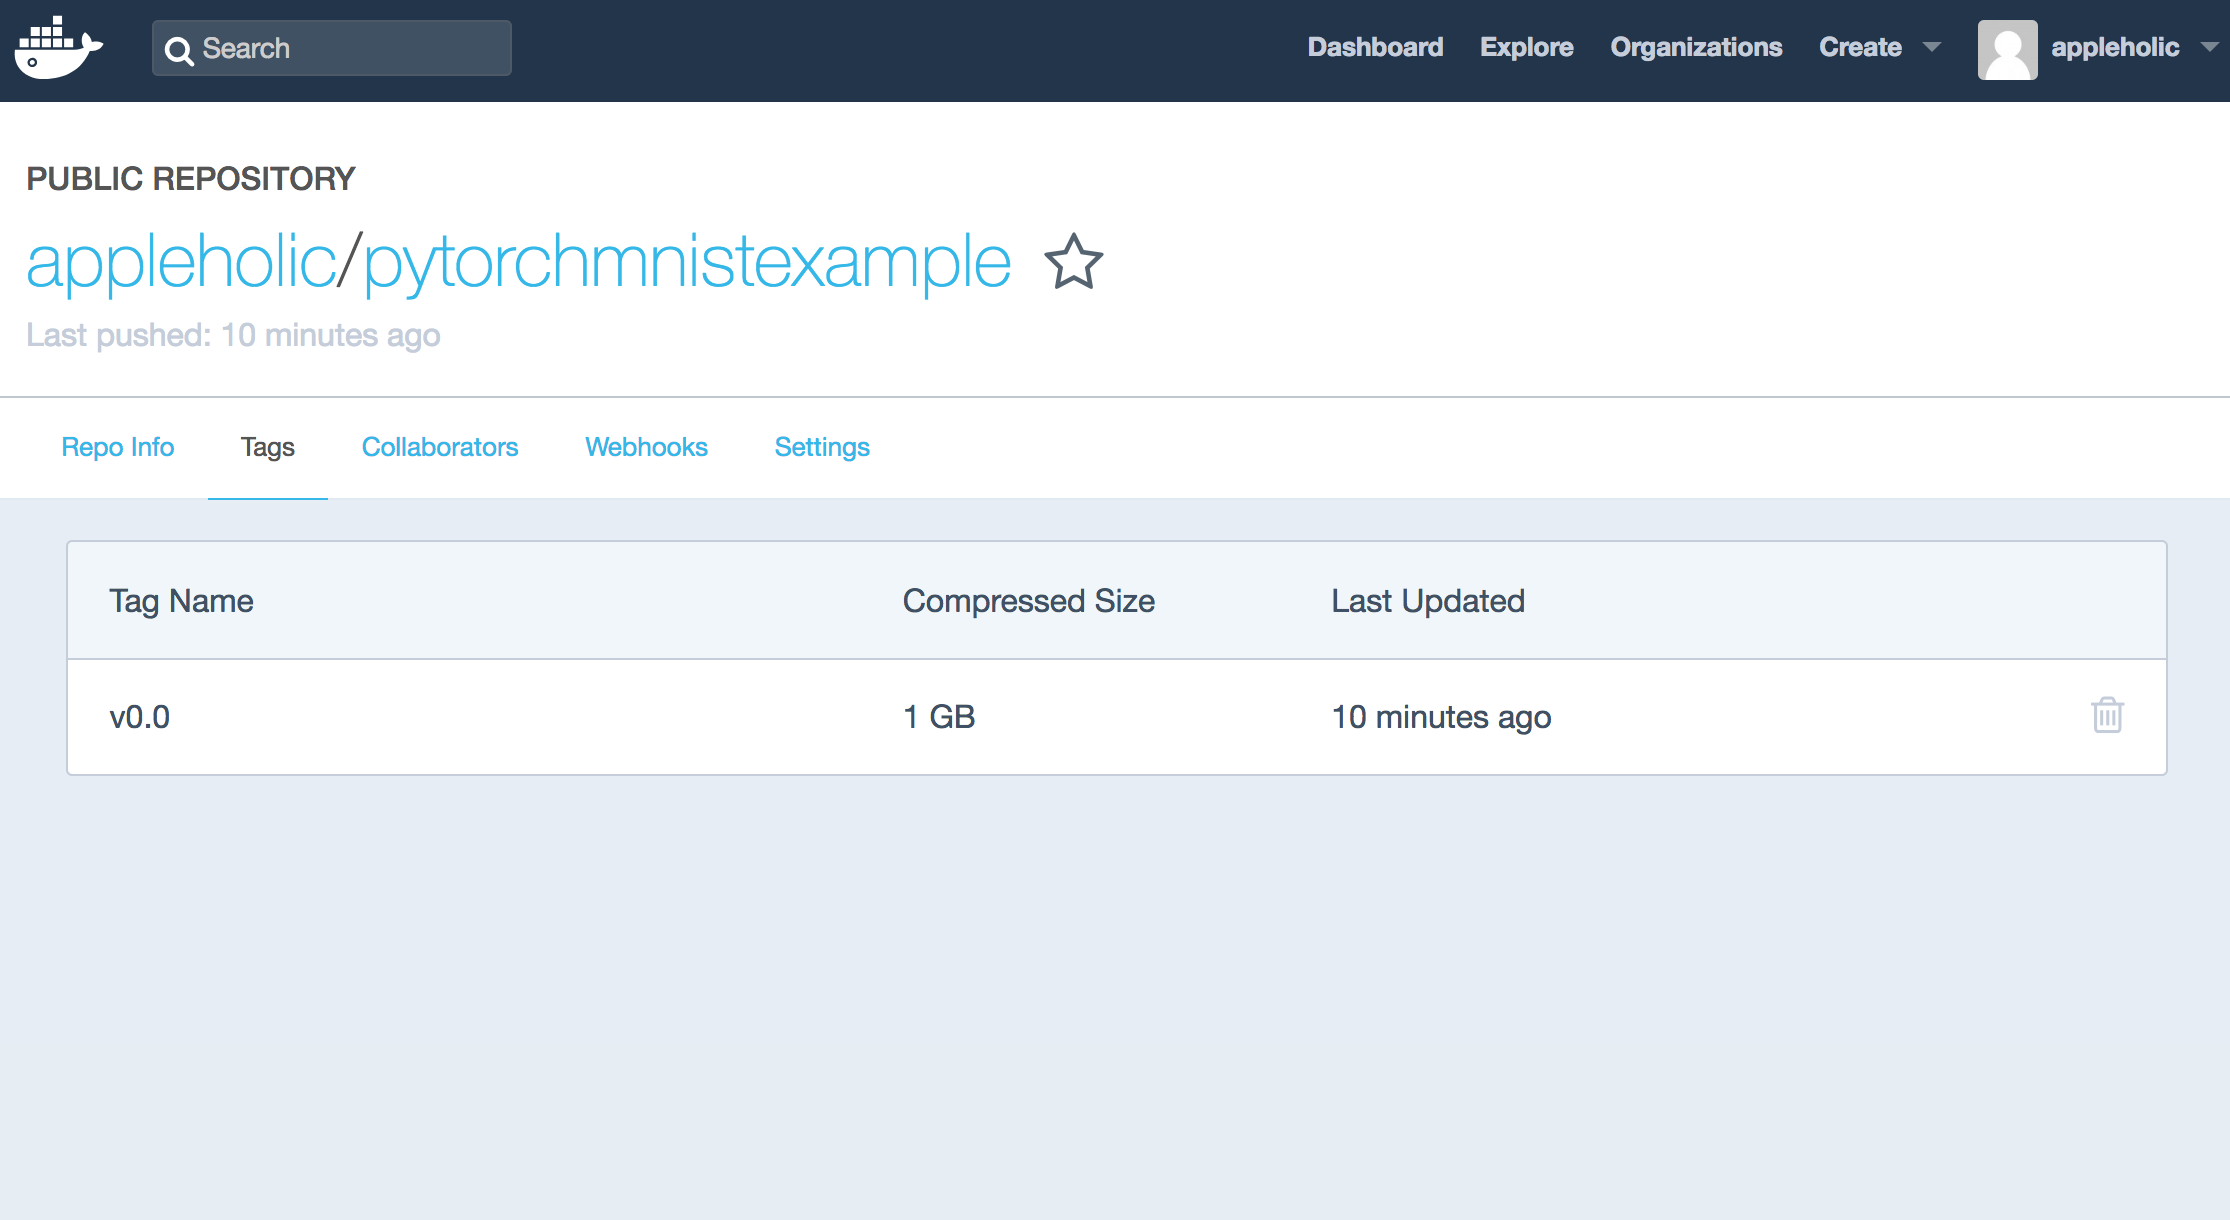 Search Dashboard Explore Organizations Create appleholic
PUBLIC REPOSITORY
appleholic/pytorchmnistexample
Last pushed: 10 minutes ago
Repo Info Tags Collaborators Webhooks Settings
Tag Name Compressed Size Last Updated
v0.0 1 GB 10 minutes ago